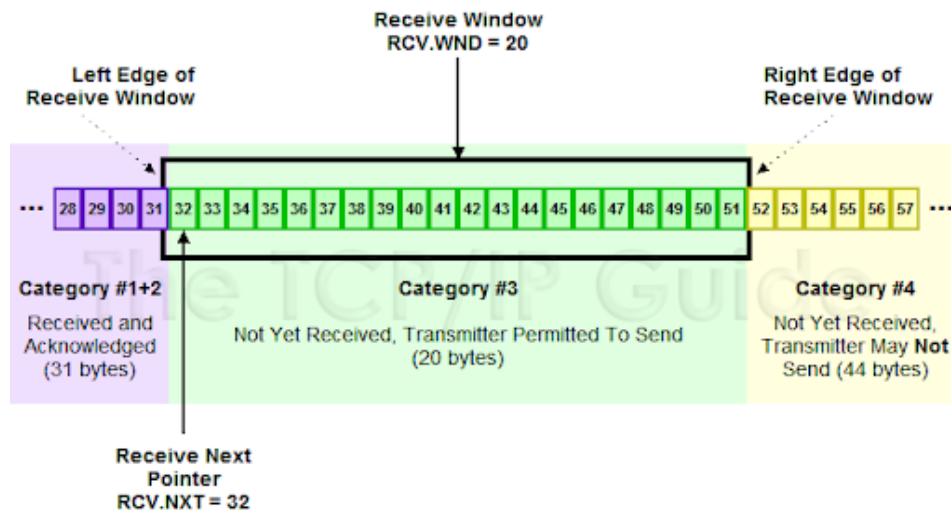 Receive Window
RCV.WND = 20
Left Edge of
Receive Window
Right Edge of
Receive Window
... 28 29 30 31 32 33 34 35 36 37 38 39 40 41 42 43 44 45 46 47 48 49 50 51 52 53 54 55 56 57 ...
The TCP/IP Guide
Category #1+2
Received and
Acknowledged
(31 bytes)
Category #3
Not Yet Received, Transmitter Permitted To Send
(20 bytes)
Category #4
Not Yet Received,
Transmitter May Not
Send (44 bytes)
Receive Next
Pointer
RCV.NXT = 32